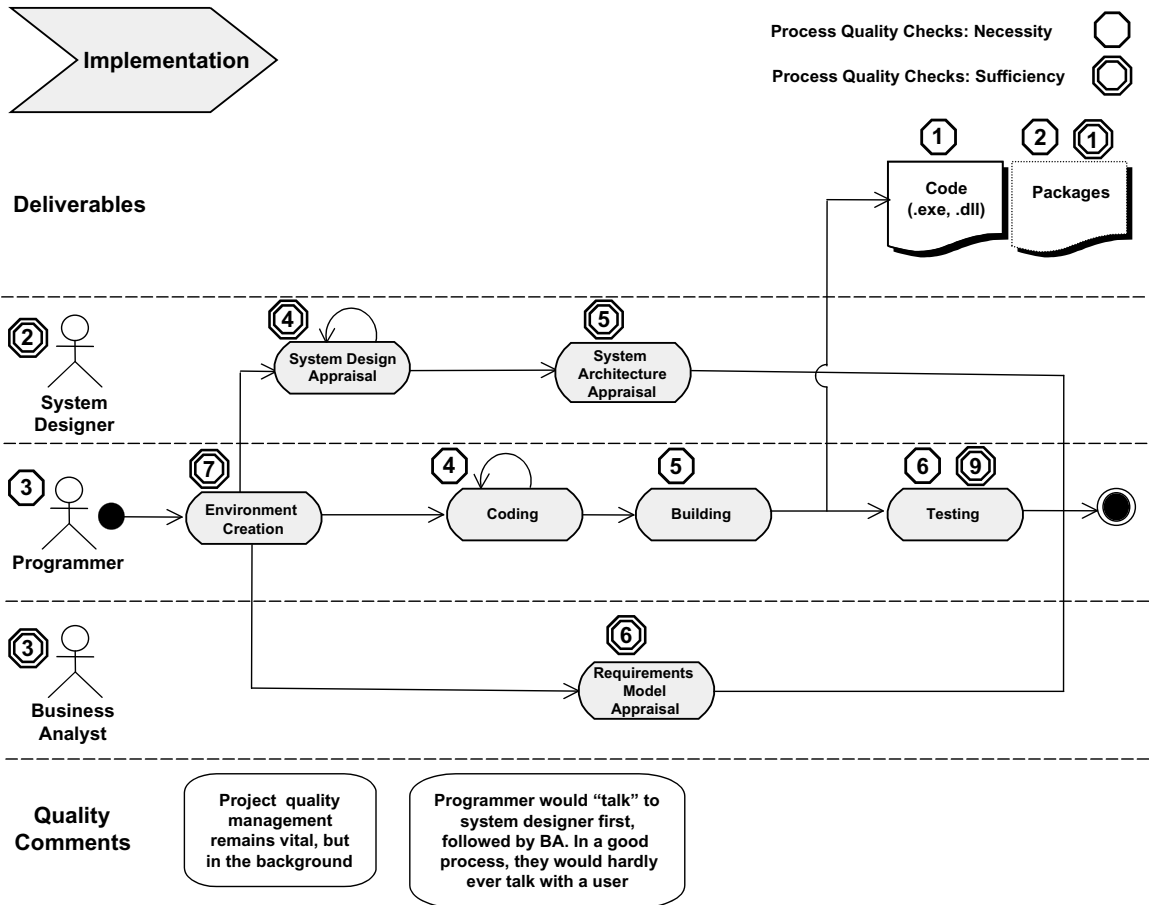 Implementation
Process Quality Checks: Necessity
Process Quality Checks: Sufficiency
1
2
1
Deliverables
Code
(.exe, .dll)
Packages
2
System
Designer
4
System Design
Appraisal
5
System
Architecture
Appraisal
3
Programmer
7
Environment
Creation
4
Coding
5
Building
6
9
Testing
3
Business
Analyst
6
Requirements
Model
Appraisal
Quality
Comments
Project quality
management
remains vital, but
in the background
Programmer would “talk” to
system designer first,
followed by BA. In a good
process, they would hardly
ever talk with a user